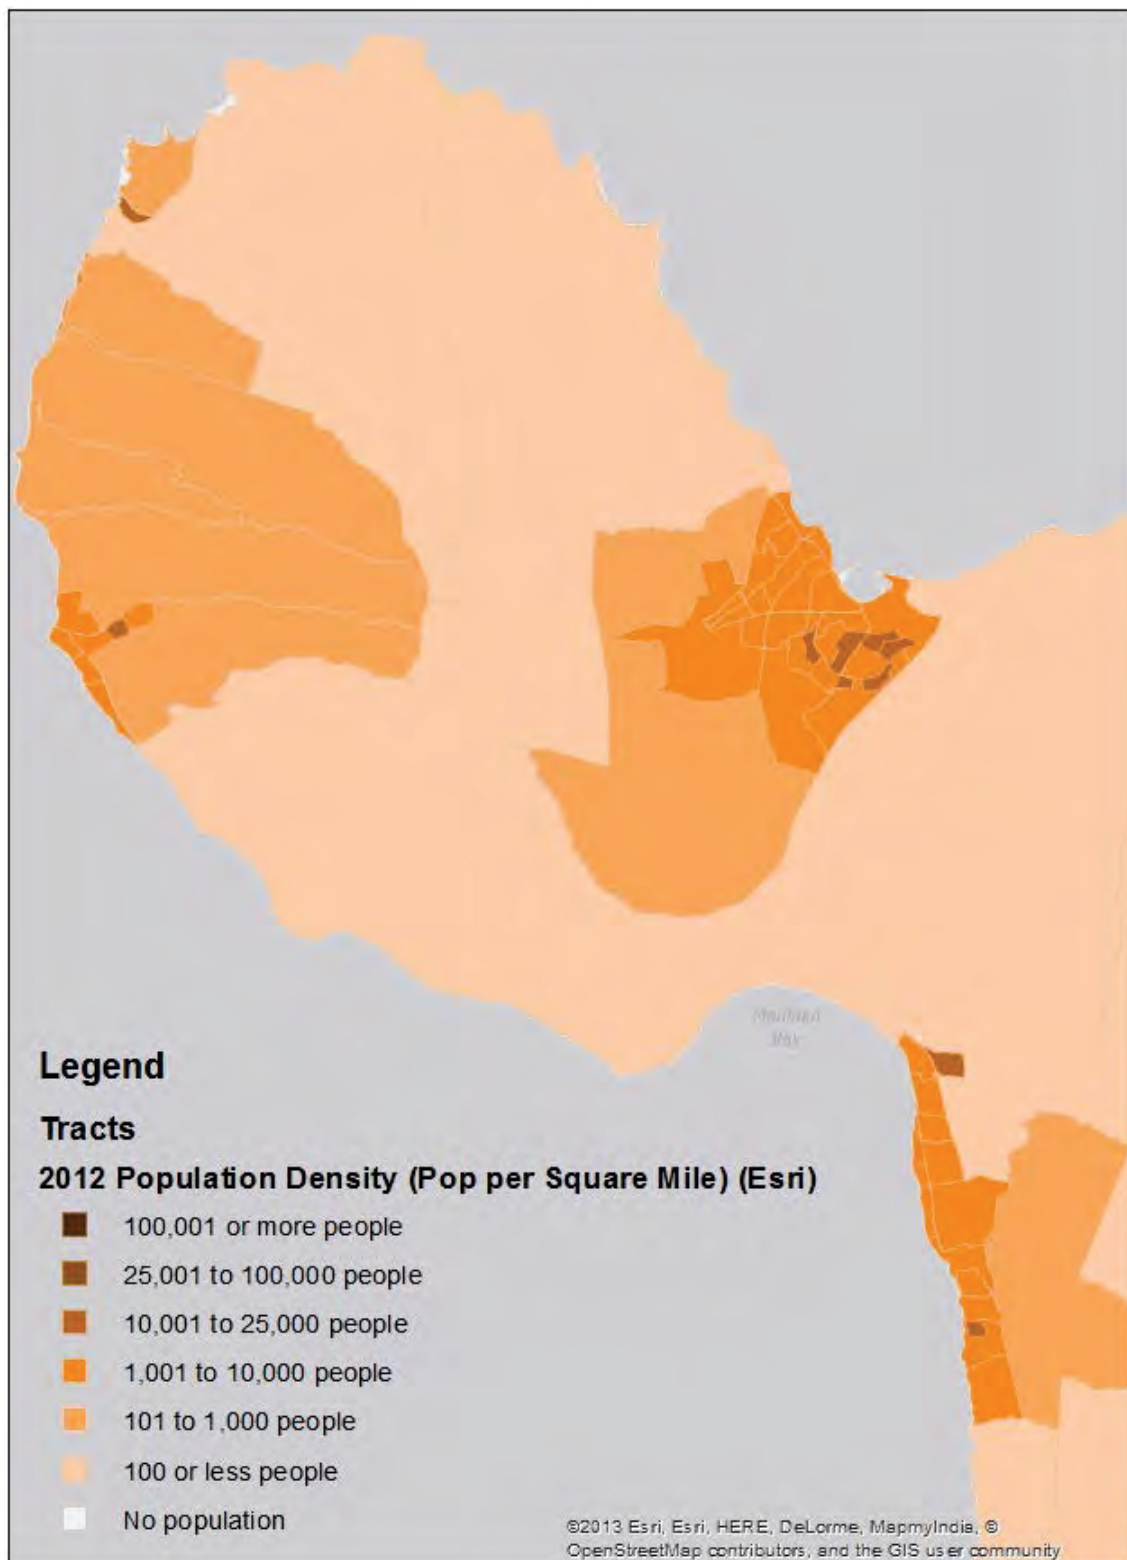 Legend
Tracts
2012 Population Density (Pop per Square Mile) (Esri)
100,001 or more people
25,001 to 100,000 people
10,001 to 25,000 people
1,001 to 10,000 people
101 to 1,000 people
100 or less people
No population
©2013 Esri, Esri, HERE, DeLorme, MapmyIndia, ©
OpenStreetMap contributors, and the GIS user community